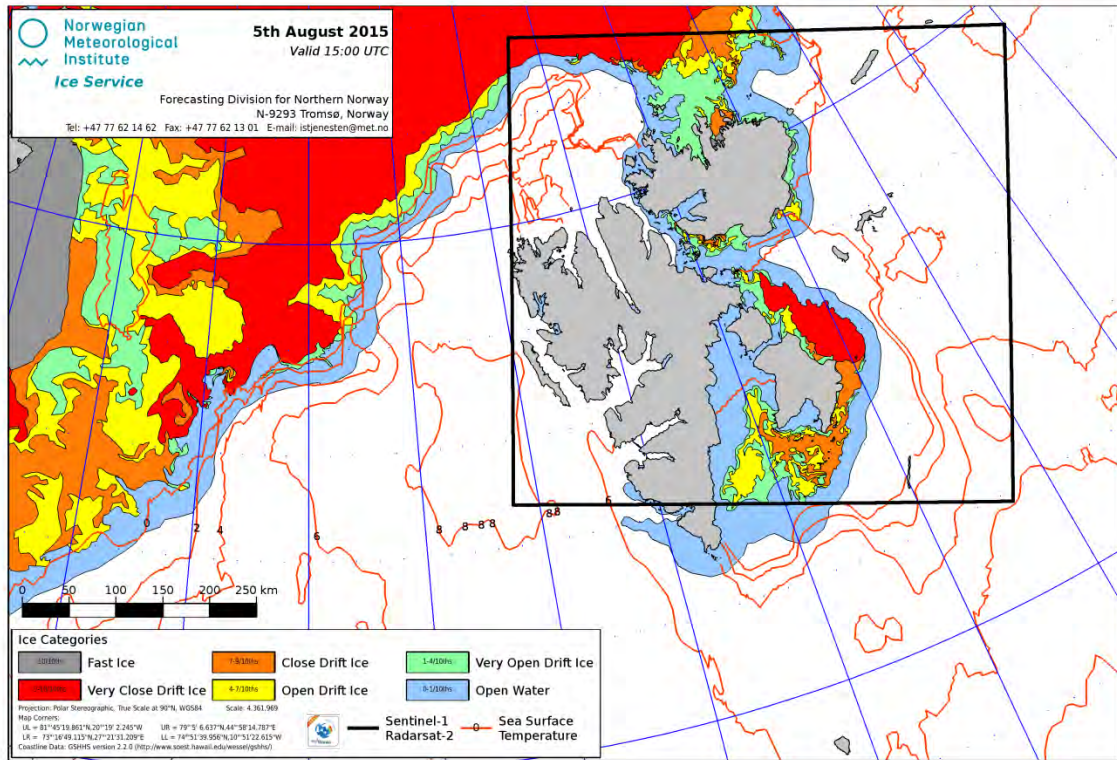 Norwegian
Meteorological
Institute
Ice Service
5th August 2015
Valid 15:00 UTC
Forecasting Division for Northern Norway
N-9293 Tromsø, Norway
Tel: +47 77 62 14 62 Fax: +47 77 62 13 01 E-mail: istjenesten@met.no
0
2
4
6
8
8
8
8
8
8
6
0 50 100 150 200 250 km
Ice Categories
Fast Ice
Close Drift Ice
1-4/10ths
Very Open Drift Ice
Very Close Drift Ice
4-7/10ths
Open Drift Ice
0-1/10ths
Open Water
Projection: Polar Stereographic, True Scale at 90°N, WGS84 Scale: 4.361.969
Map Corners:
UL = 81°45'19.861"N,20°19' 2.245"W UR = 79°'5' 6.637"N,44°58'14.787"E
LR = 73°16'49.115"N,27°21'31.209"E LL = 74°51'39.956"N,10°51'22.615"W
Coastline Data: GSHHS version 2.2.0 (http://www.soest.hawaii.edu/wessel/gshhs/)
Sentinel-1
Radarsat-2
0
Sea Surface
Temperature